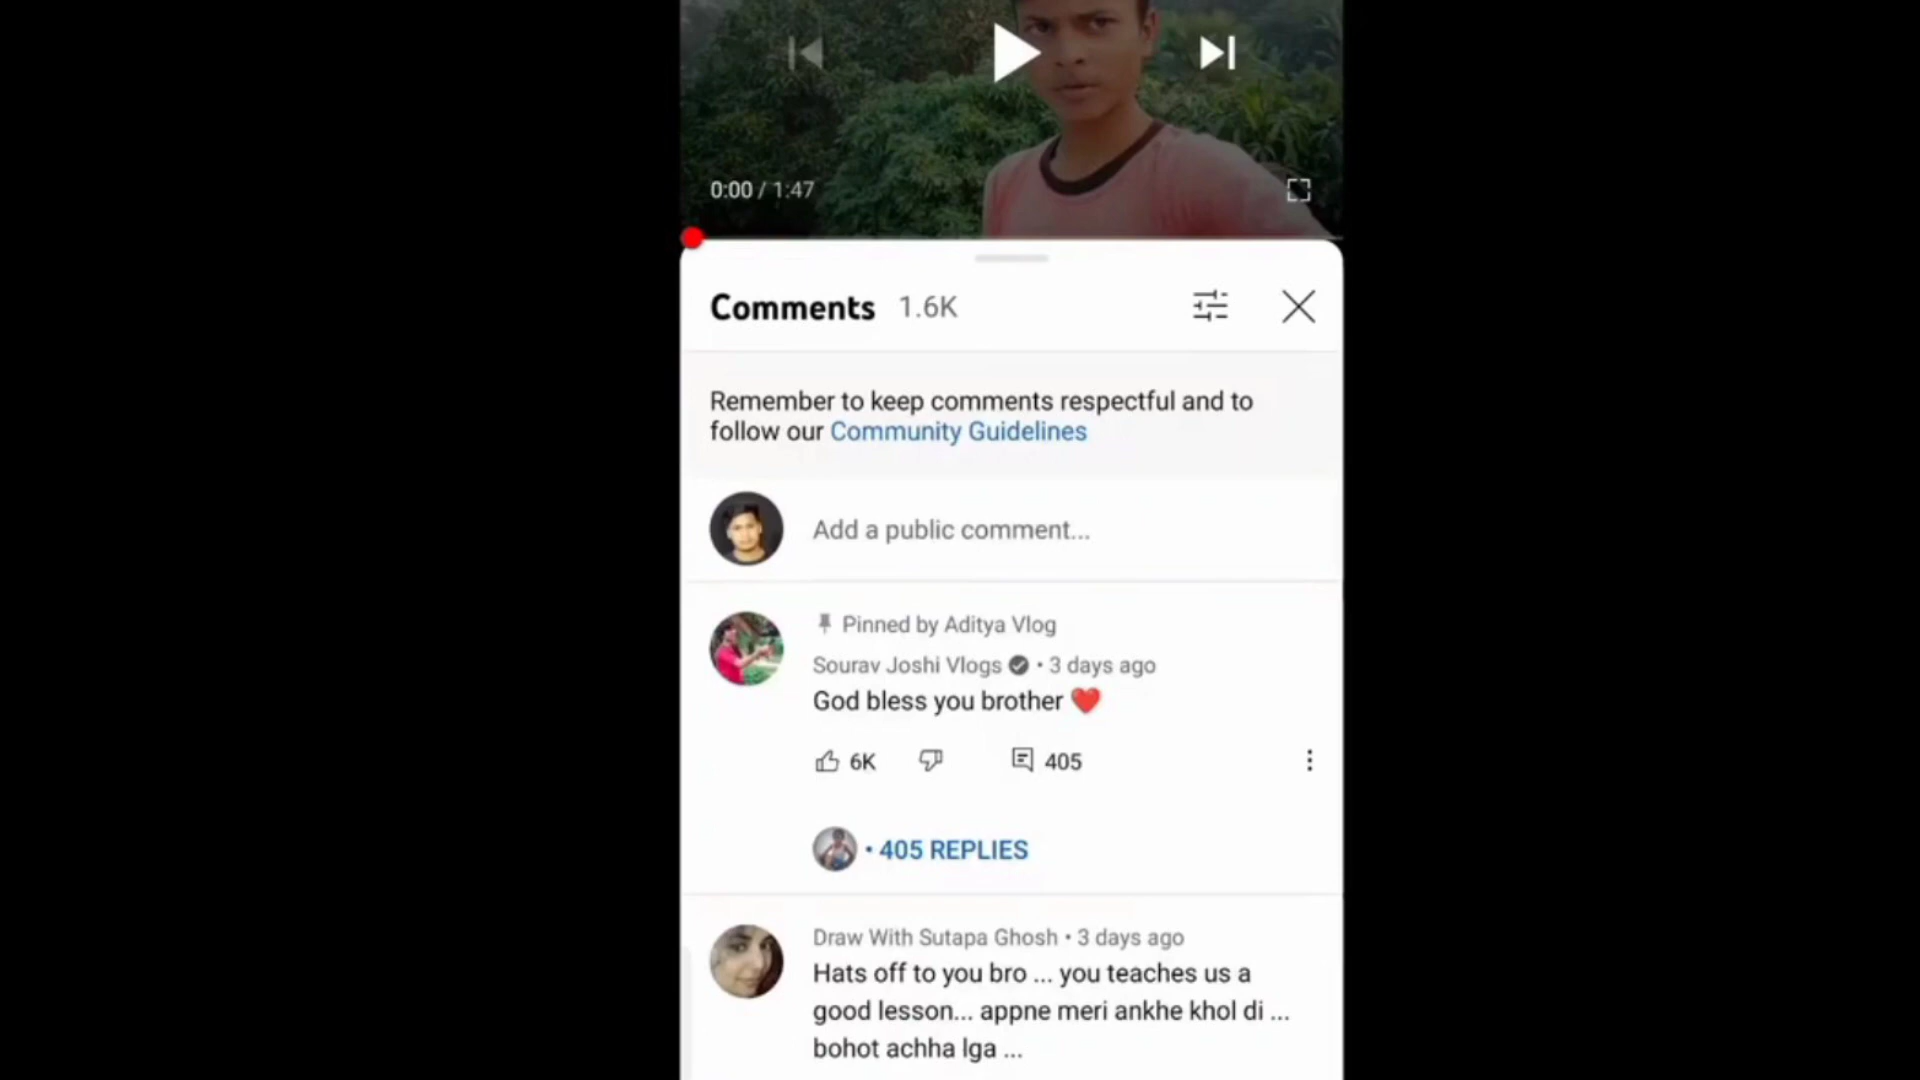 0:00 / 1:47
Comments 1.6K
Remember to keep comments respectful and to
follow our Community Guidelines
Add a public comment...
Pinned by Aditya Vlog
Sourav Joshi Vlogs • 3 days ago
God bless you brother ❤️
6K 405
• 405 REPLIES
Draw With Sutapa Ghosh • 3 days ago
Hats off to you bro ... you teaches us a
good lesson... appne meri ankhe khol di ...
bohot achha lga ...